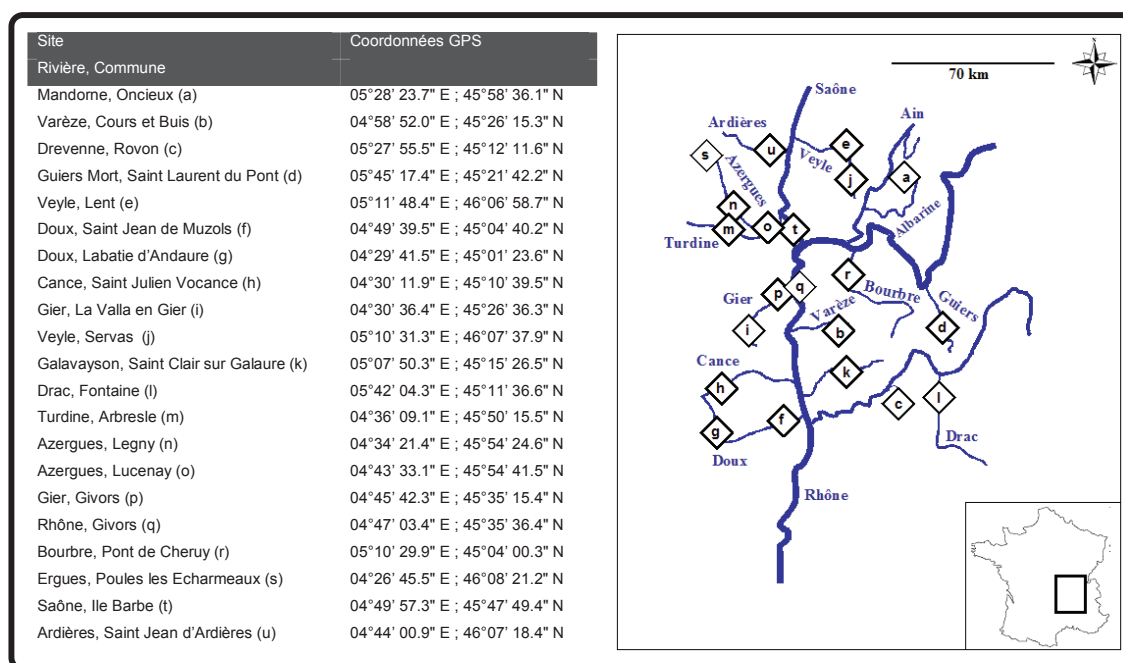 Site Coordonnées GPS
Rivière, Commune
Mandorne, Oncieux (a) 05°28' 23.7" E ; 45°58' 36.1" N
Varèze, Cours et Buis (b) 04°58' 52.0" E ; 45°26' 15.3" N
Drevenne, Rovon (c) 05°27' 55.5" E ; 45°12' 11.6" N
Guiers Mort, Saint Laurent du Pont (d) 05°45' 17.4" E ; 45°21' 42.2" N
Veyle, Lent (e) 05°11' 48.4" E ; 46°06' 58.7" N
Doux, Saint Jean de Muzols (f) 04°49' 39.5" E ; 45°04' 40.2" N
Doux, Labatie d'Andaure (g) 04°29' 41.5" E ; 45°01' 23.6" N
Cance, Saint Julien Vocance (h) 04°30' 11.9" E ; 45°10' 39.5" N
Gier, La Valla en Gier (i) 04°30' 36.4" E ; 45°26' 36.3" N
Veyle, Servas (j) 05°10' 31.3" E ; 46°07' 37.9" N
Galavayson, Saint Clair sur Galaure (k) 05°07' 50.3" E ; 45°15' 26.5" N
Drac, Fontaine (l) 05°42' 04.3" E ; 45°11' 36.6" N
Turdine, Arbresle (m) 04°36' 09.1" E ; 45°50' 15.5" N
Azergues, Legny (n) 04°34' 21.4" E ; 45°54' 24.6" N
Azergues, Lucenay (o) 04°43' 33.1" E ; 45°54' 41.5" N
Gier, Givors (p) 04°45' 42.3" E ; 45°35' 15.4" N
Rhône, Givors (q) 04°47' 03.4" E ; 45°35' 36.4" N
Bourbre, Pont de Cheruy (r) 05°10' 29.9" E ; 45°04' 00.3" N
Ergues, Poules les Echarmeaux (s) 04°26' 45.5" E ; 46°08' 21.2" N
Saône, Ile Barbe (t) 04°49' 57.3" E ; 45°47' 49.4" N
Ardières, Saint Jean d'Ardières (u) 04°44' 00.9" E ; 46°07' 18.4" N
N
70 km
Saône
Ain
Ardières
u
e
s
Azergues
Veyle
j
a
n
Albarine
m
o
t
Turdine
r
q
p
Gier
Bourbre
Guiers
i
Varèze
b
d
Cance
k
h
l
c
f
g
Drac
Doux
Rhône